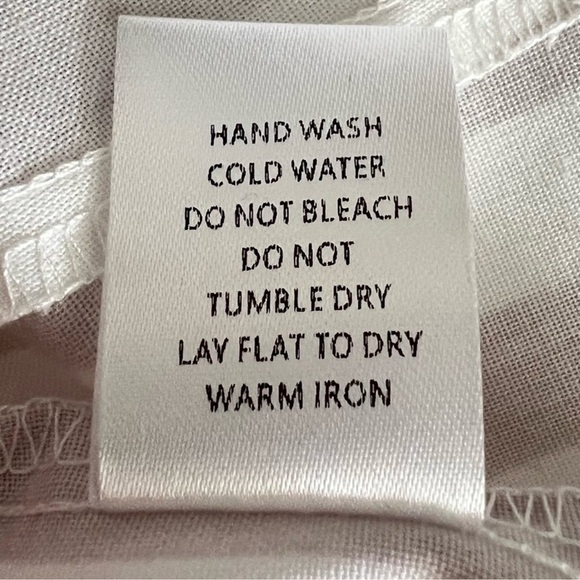 HAND WASH
COLD WATER
DO NOT BLEACH
DO NOT
TUMBLE DRY
LAY FLAT TO DRY
WARM IRON